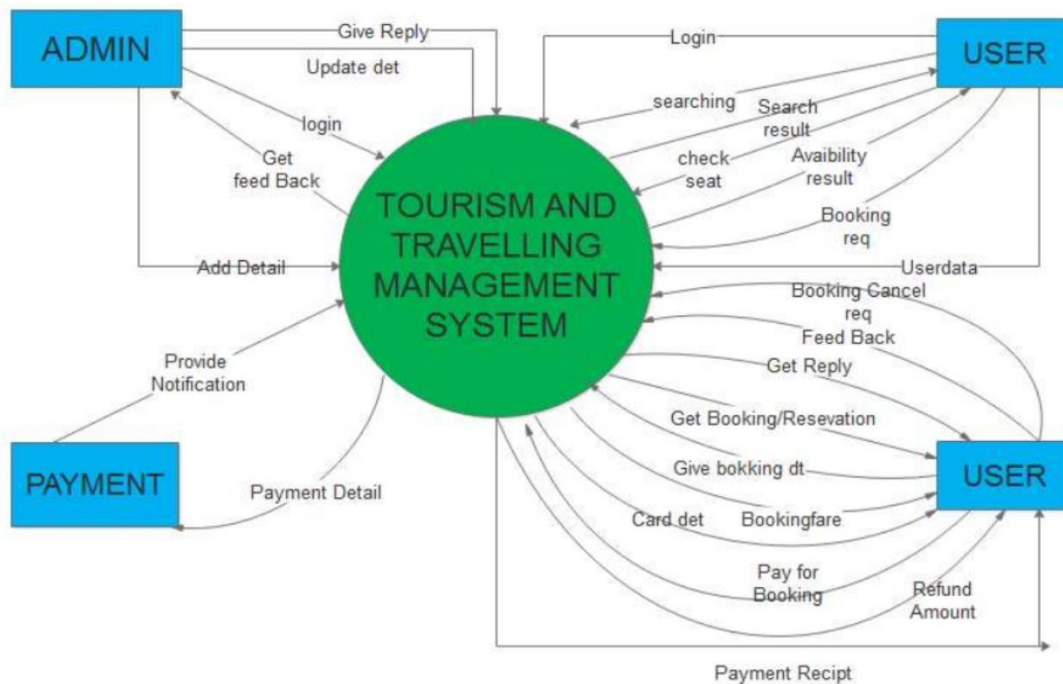 ADMIN
Give Reply
Update det
login
Get
feed Back
Add Detail
Login
USER
searching
Search
result
check
seat
Avaibility
result
Booking
req
Userdata
TOURISM AND
TRAVELLING
MANAGEMENT
SYSTEM
Booking Cancel
req
Feed Back
Get Reply
Get Booking/Resevation
Give bokking dt
Card det
Bookingfare
Pay for
Booking
Refund
Amount
USER
Provide
Notification
PAYMENT
Payment Detail
Payment Recipt